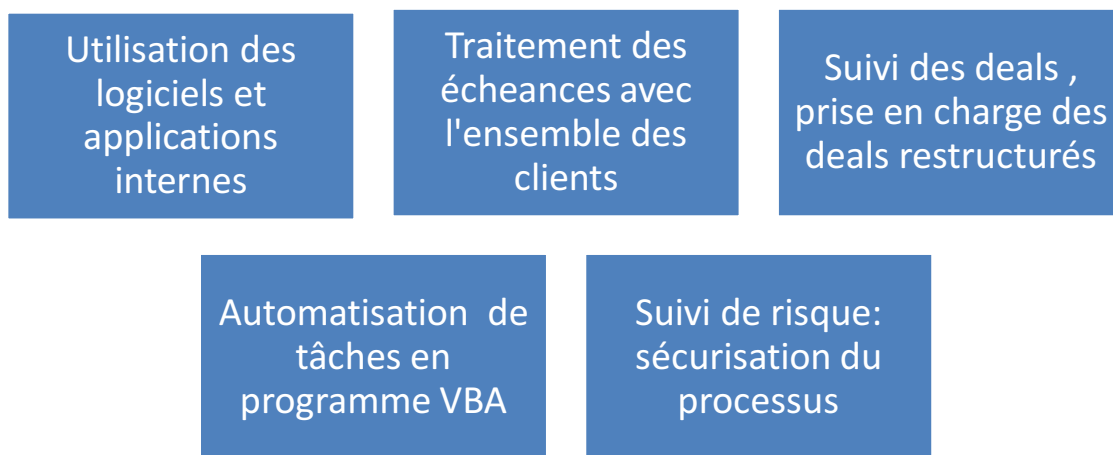 Utilisation des
logiciels et
applications
internes
Traitement des
écheances avec
l'ensemble des
clients
Suivi des deals ,
prise en charge des
deals restructurés
Automatisation de
tâches en
programme VBA
Suivi de risque:
sécurisation du
processus